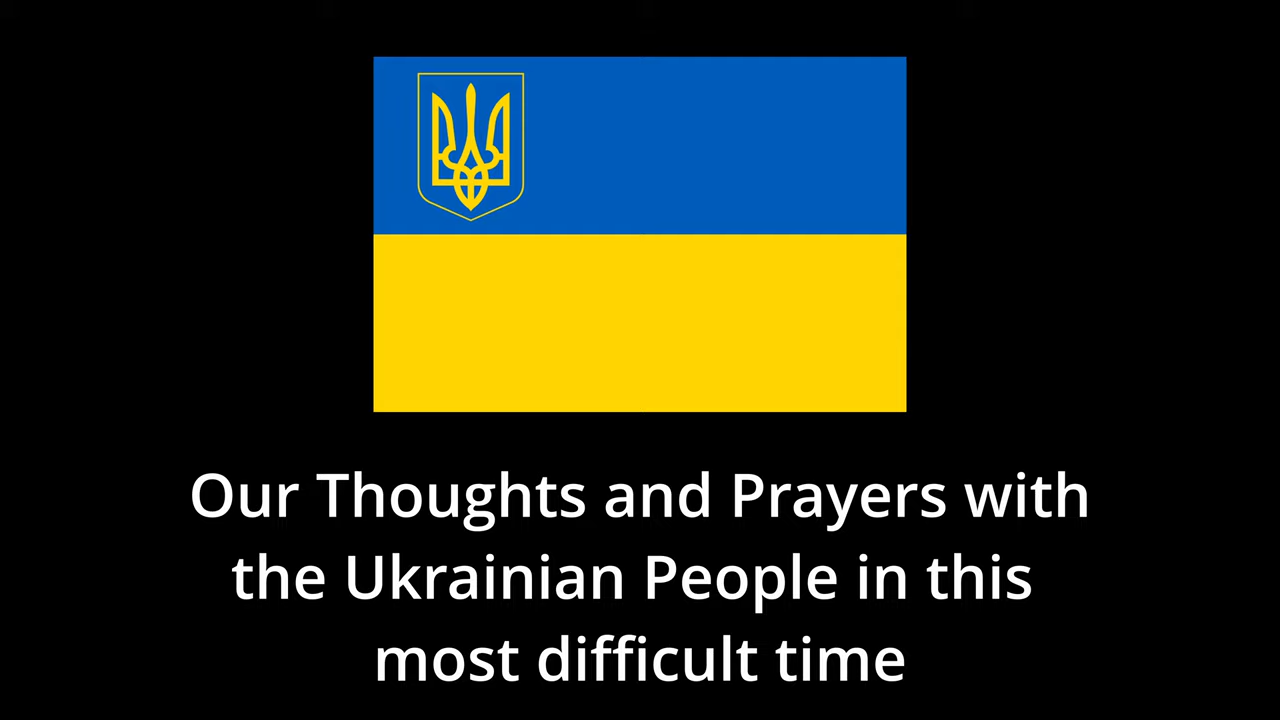 Our Thoughts and Prayers with
the Ukrainian People in this
most difficult time